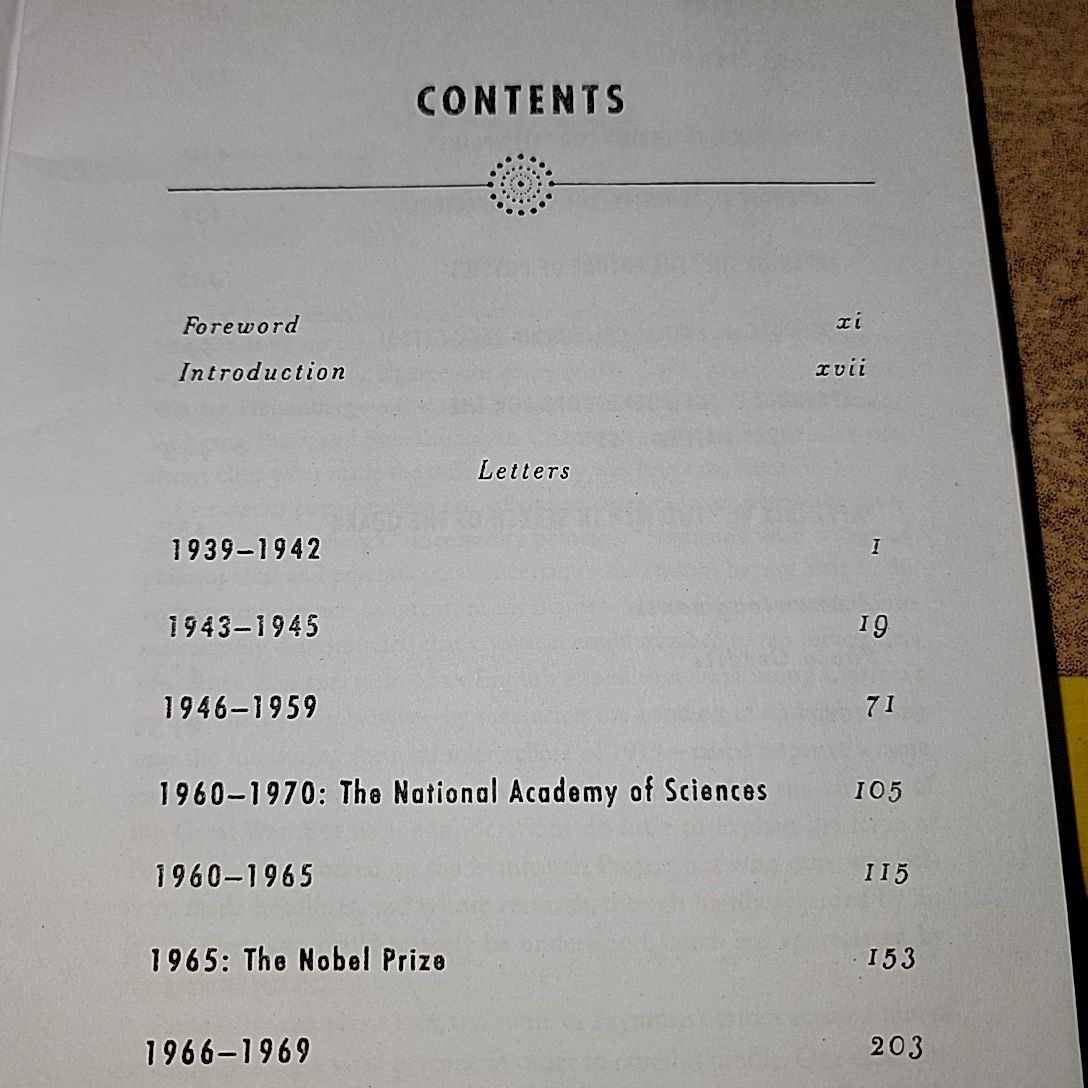 CONTENTS
Foreword xi
Introduction xvii
Letters
1939–1942 1
1943–1945 19
1946–1959 71
1960–1970: The National Academy of Sciences 105
1960–1965 115
1965: The Nobel Prize 153
1966–1969 203